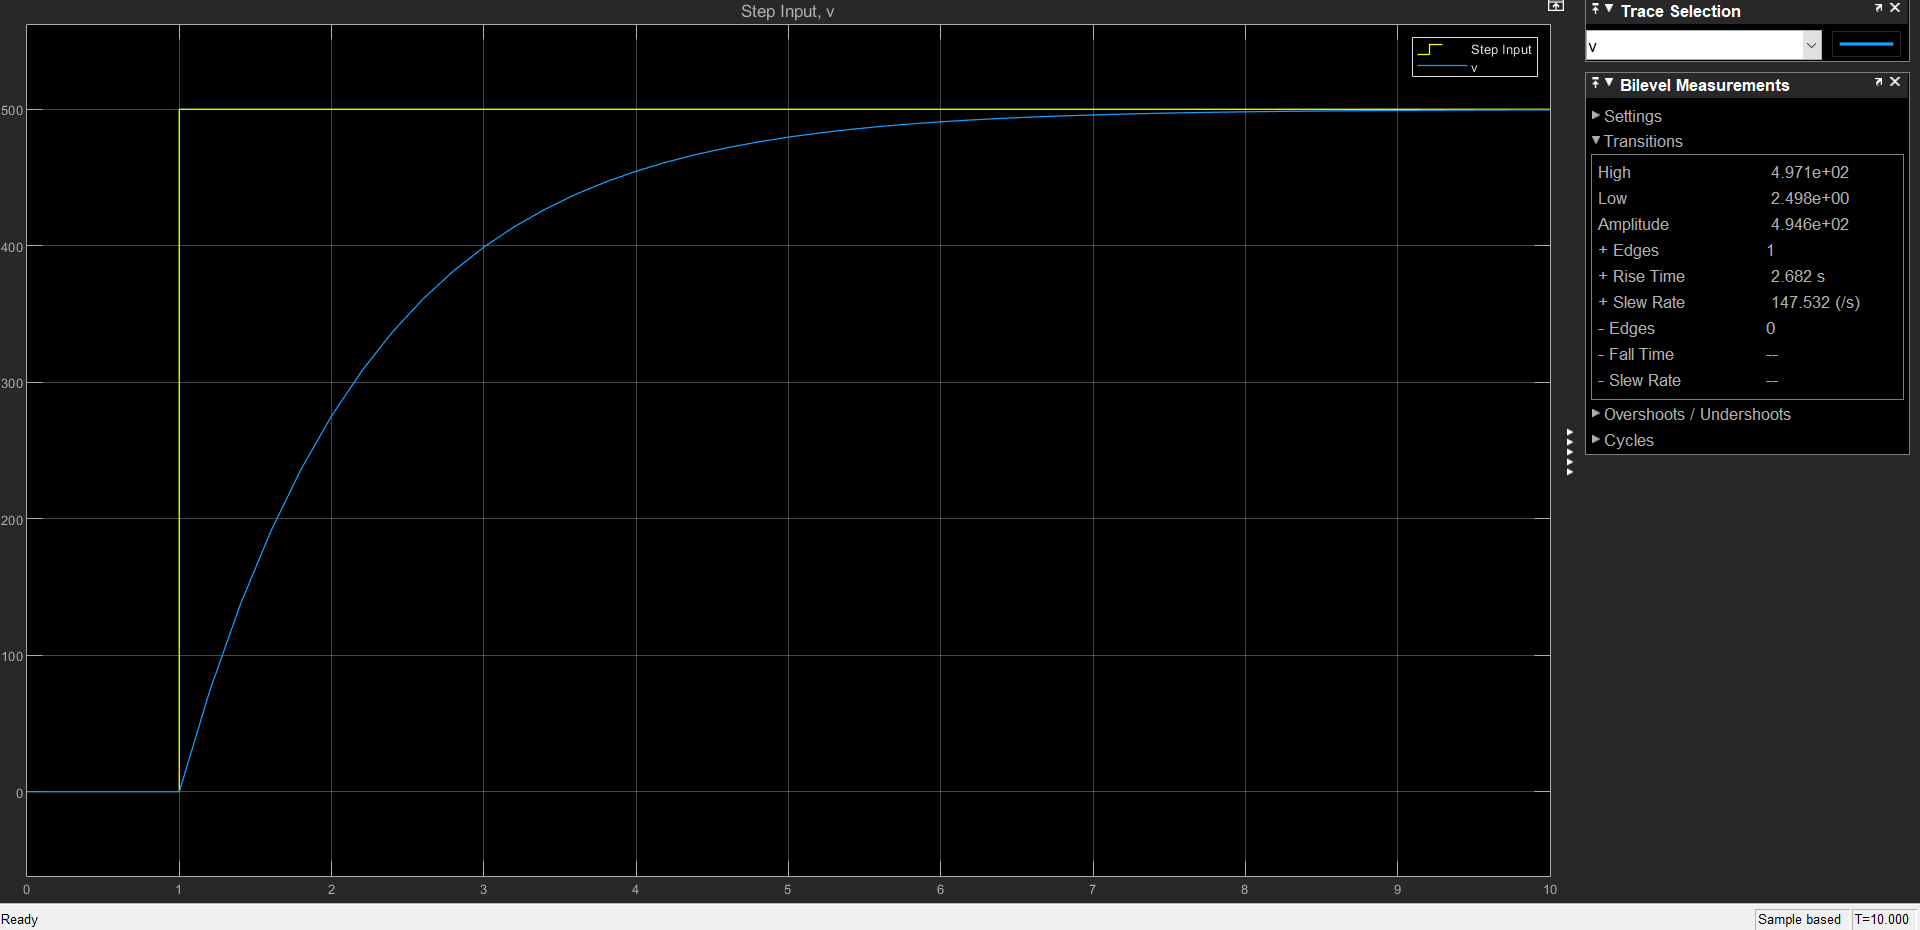 Step Input, v
Step Input
v
500
400
300
200
100
0
0 1 2 3 4 5 6 7 8 9 10
Trace Selection
v
Bilevel Measurements
Settings
Transitions
High 4.971e+02
Low 2.498e+00
Amplitude 4.946e+02
+ Edges 1
+ Rise Time 2.682 s
+ Slew Rate 147.532 (/s)
- Edges 0
- Fall Time --
- Slew Rate --
Overshoots / Undershoots
Cycles
Ready
Sample based T=10.000